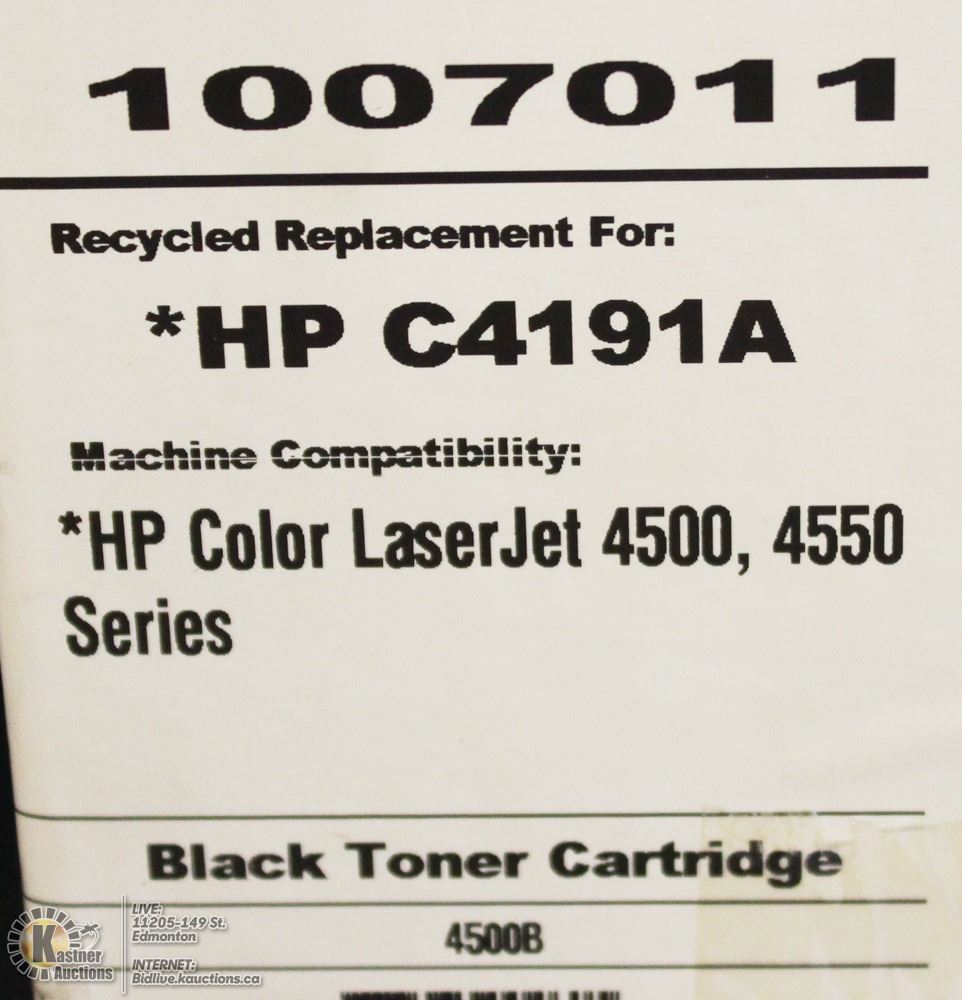 1007011
Recycled Replacement For:
*HP C4191A
Machine Compatibility:
*HP Color LaserJet 4500, 4550
Series
Black Toner Cartridge
4500B
Kastner
Auctions
LIVE:
11205-149 St.
Edmonton
INTERNET:
Bidlive.kauctions.ca